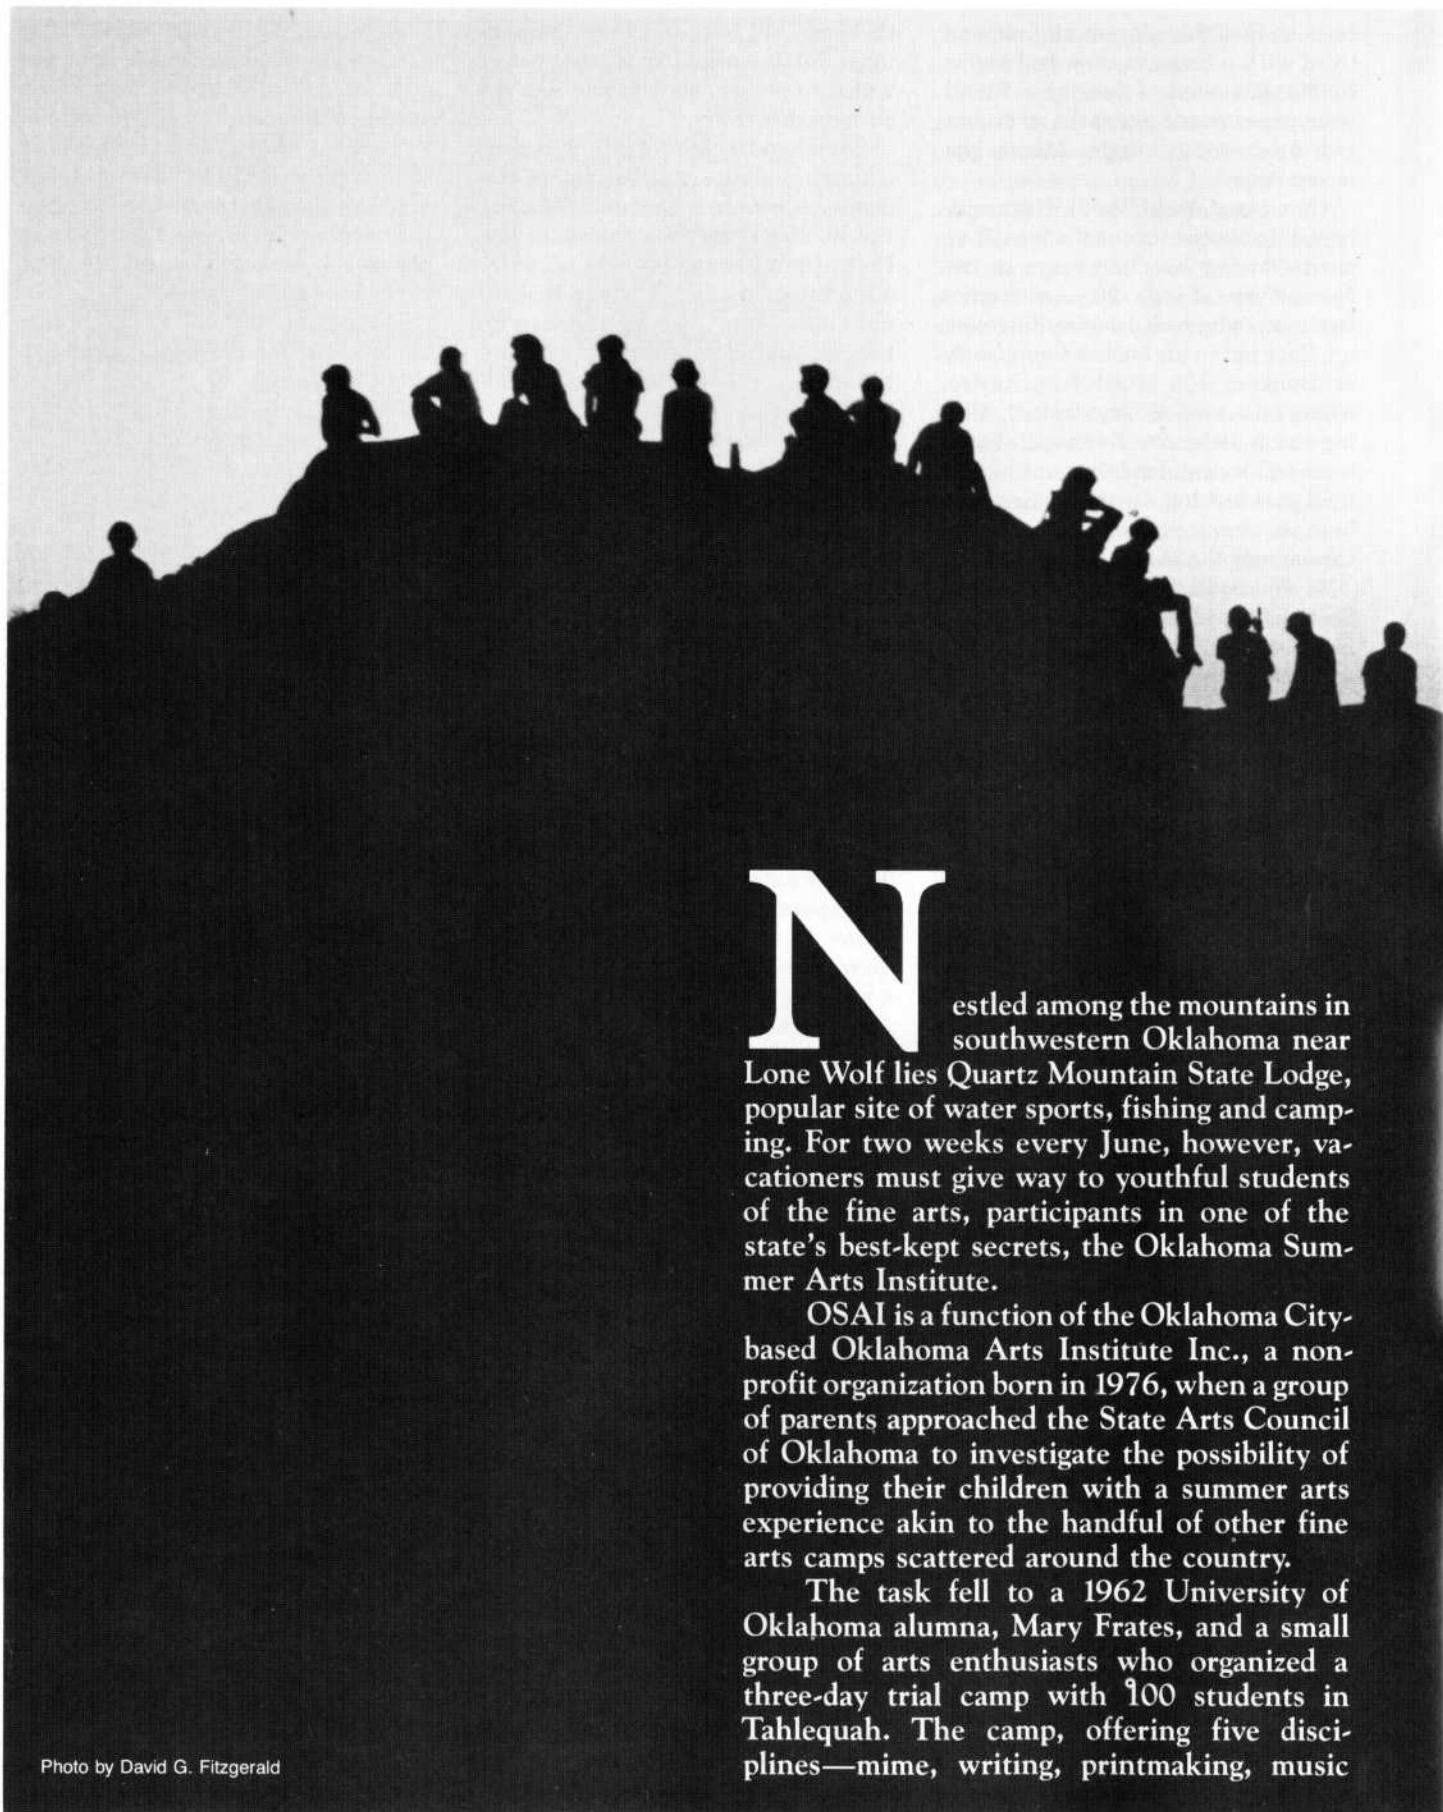 Nestled among the mountains in
southwestern Oklahoma near
Lone Wolf lies Quartz Mountain State Lodge,
popular site of water sports, fishing and camp-
ing. For two weeks every June, however, va-
cationers must give way to youthful students
of the fine arts, participants in one of the
state's best-kept secrets, the Oklahoma Sum-
mer Arts Institute.
OSAI is a function of the Oklahoma City-
based Oklahoma Arts Institute Inc., a non-
profit organization born in 1976, when a group
of parents approached the State Arts Council
of Oklahoma to investigate the possibility of
providing their children with a summer arts
experience akin to the handful of other fine
arts camps scattered around the country.
The task fell to a 1962 University of
Oklahoma alumna, Mary Frates, and a small
group of arts enthusiasts who organized a
three-day trial camp with 100 students in
Tahlequah. The camp, offering five disci-
plines—mime, writing, printmaking, music
Photo by David G. Fitzgerald